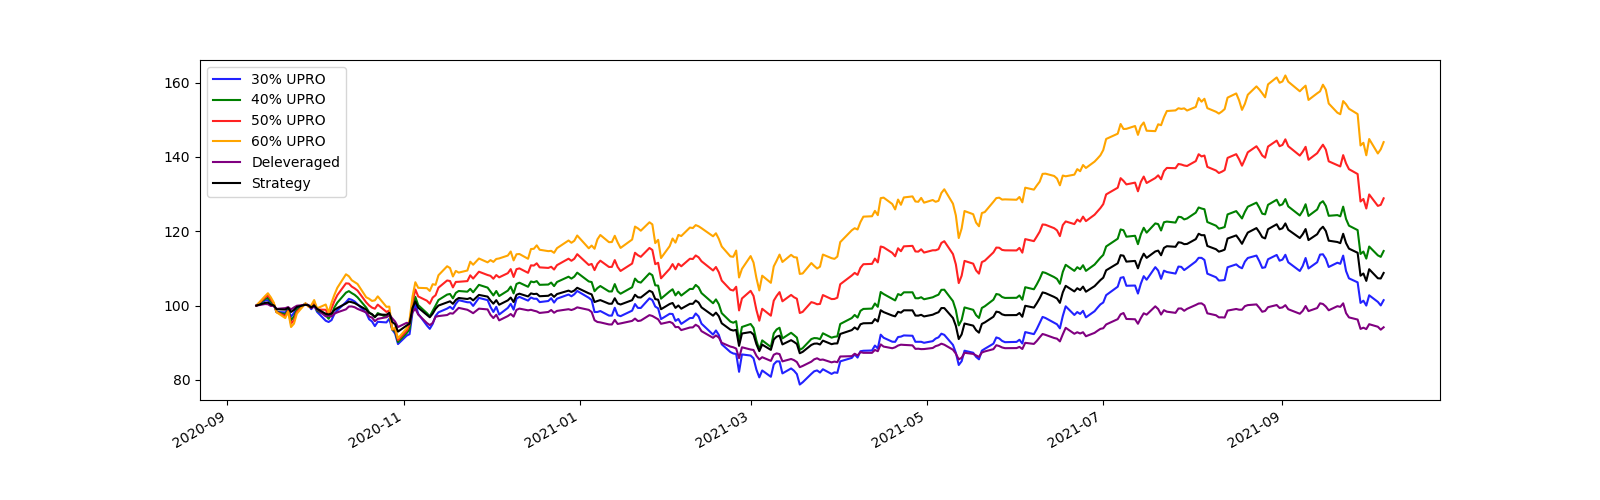 160
140
120
100
80
30% UPRO
40% UPRO
50% UPRO
60% UPRO
Deleveraged
Strategy
2020-09
2020-11
2021-01
2021-03
2021-05
2021-07
2021-09